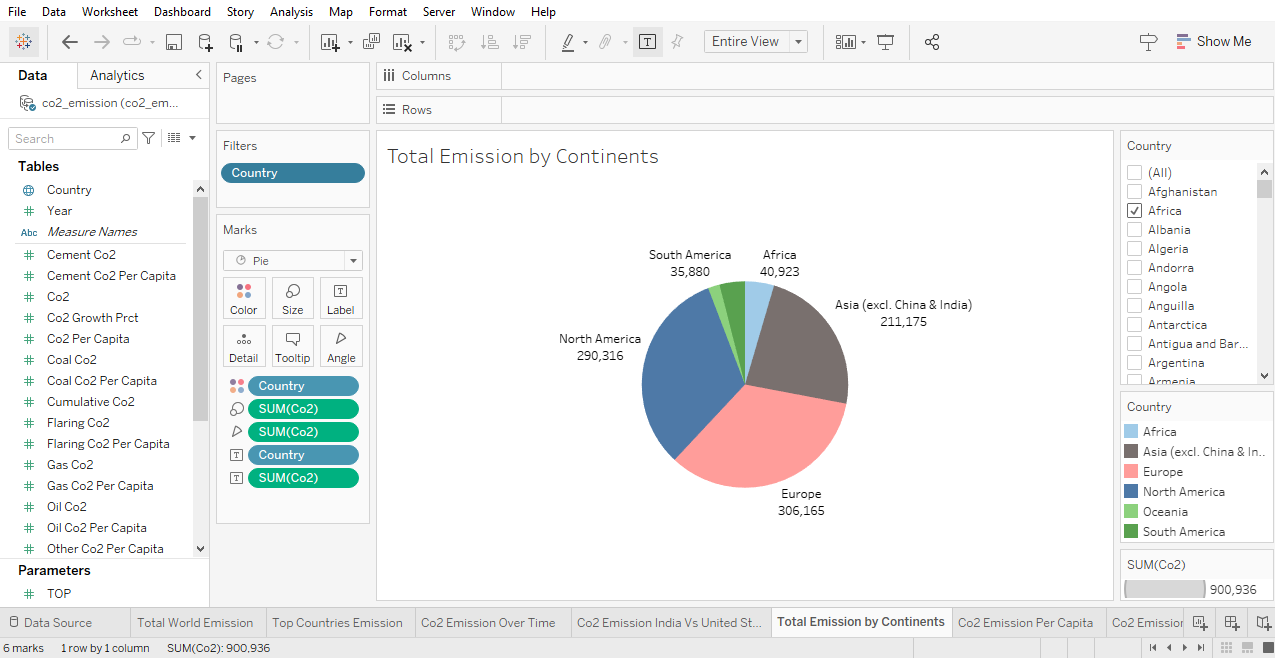 File Data Worksheet Dashboard Story Analysis Map Format Server Window Help
Entire View
Show Me
Data
Analytics
co2_emission (co2_em...
Search
Tables
Country
Year
Abc Measure Names
Cement Co2
Cement Co2 Per Capita
Co2
Co2 Growth Prct
Co2 Per Capita
Coal Co2
Coal Co2 Per Capita
Cumulative Co2
Flaring Co2
Flaring Co2 Per Capita
Gas Co2
Gas Co2 Per Capita
Oil Co2
Oil Co2 Per Capita
Other Co2 Per Capita
Parameters
TOP
Pages
Filters
Country
Marks
Pie
Color
Size
Label
Detail
Tooltip
Angle
Country
SUM(Co2)
SUM(Co2)
Country
SUM(Co2)
Columns
Rows
Total Emission by Continents
South America
35,880
Africa
40,923
Asia (excl. China & India)
211,175
North America
290,316
Europe
306,165
Country
(All)
Afghanistan
Africa
Albania
Algeria
Andorra
Angola
Anguilla
Antarctica
Antigua and Bar...
Argentina
Armenia
Country
Africa
Asia (excl. China & In..
Europe
North America
Oceania
South America
SUM(Co2)
900,936
Data Source
Total World Emission
Top Countries Emission
Co2 Emission Over Time
Co2 Emission India Vs United St...
Total Emission by Continents
Co2 Emission Per Capita
Co2 Emission
6 marks
1 row by 1 column
SUM(Co2): 900,936